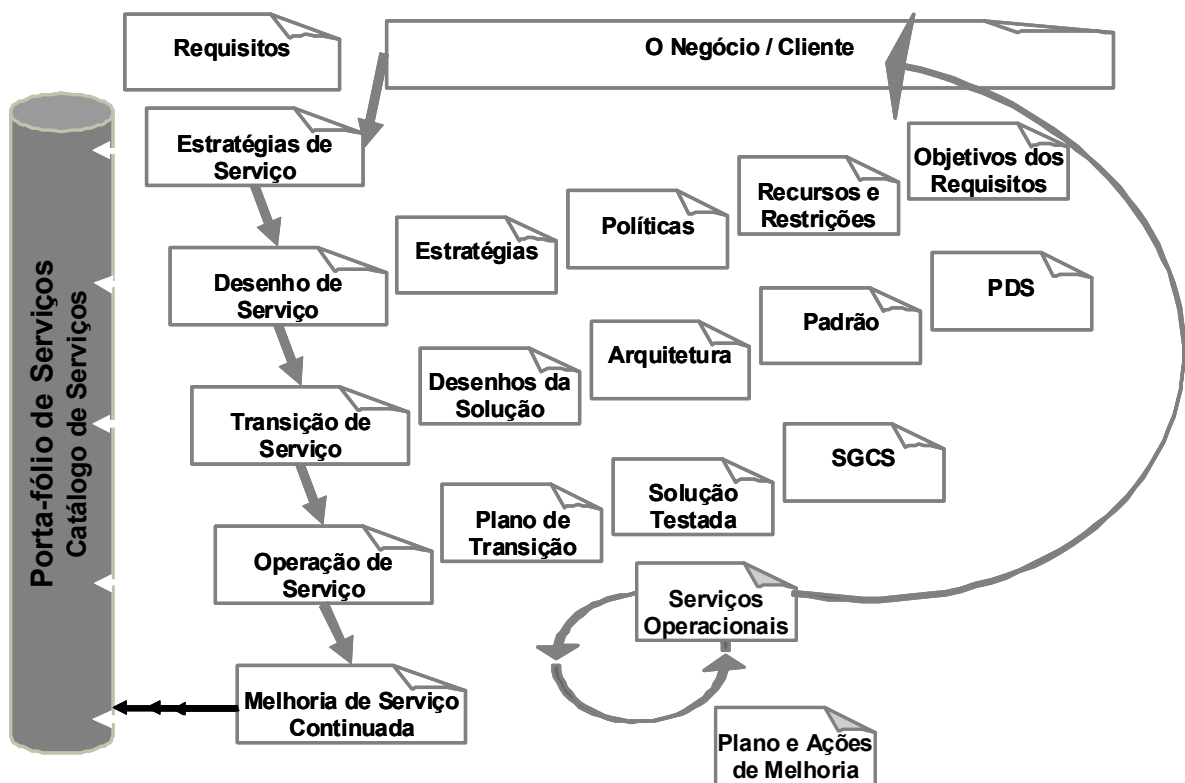 Requisitos
O Negócio / Cliente
Estratégias de
Serviço
Objetivos dos
Requisitos
Recursos e
Restrições
Políticas
Estratégias
Desenho de
Serviço
PDS
Padrão
Arquitetura
Desenhos da
Solução
Transição de
Serviço
SGCS
Solução
Testada
Plano de
Transição
Operação de
Serviço
Serviços
Operacionais
Melhoria de Serviço
Continuada
Plano e Ações
de Melhoria
Porta-fólio de Serviços
Catálogo de Serviços